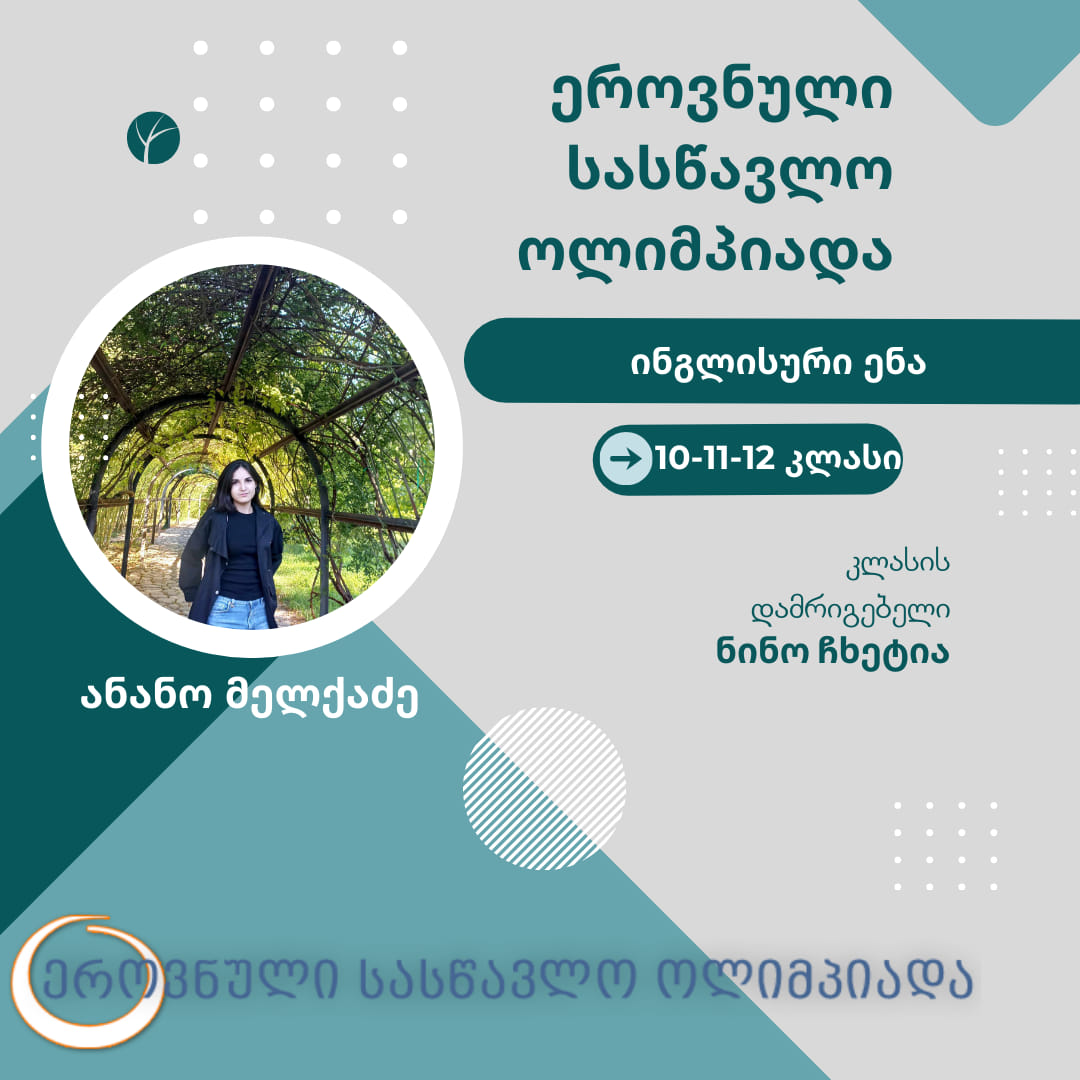 ეროვნული
სასწავლო
ოლიმპიადა
ინგლისური ენა
10-11-12 კლასი
კლასის
დამრიგებელი
ნინო ჩხეტია
ანანო მელქაძე
ეროვნული სასწავლო ოლიმპიადა